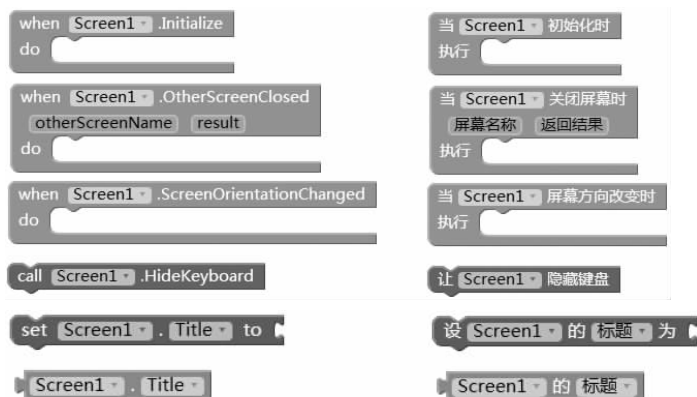 when Screen1 .Initialize
do
当 Screen1 初始化时
执行
when Screen1 .OtherScreenClosed
otherScreenName result
do
当 Screen1 关闭屏幕时
屏幕名称 返回结果
执行
when Screen1 .ScreenOrientationChanged
do
当 Screen1 屏幕方向改变时
执行
call Screen1 .HideKeyboard
让 Screen1 隐藏键盘
set Screen1 . Title to
设 Screen1 的 标题 为
Screen1 . Title
Screen1 的 标题